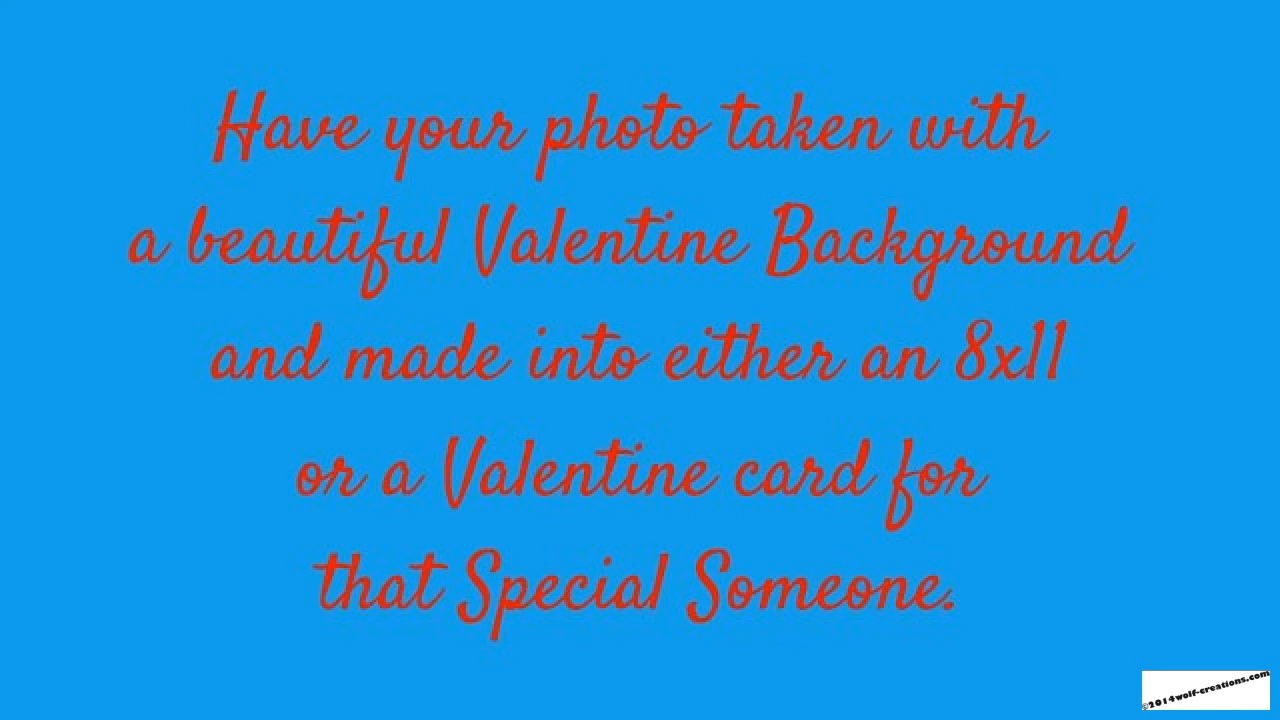 Have your photo taken with
a beautiful Valentine Background
and made into either an 8x11
or a Valentine card for
that Special Someone.
©2014wolf-creations.com